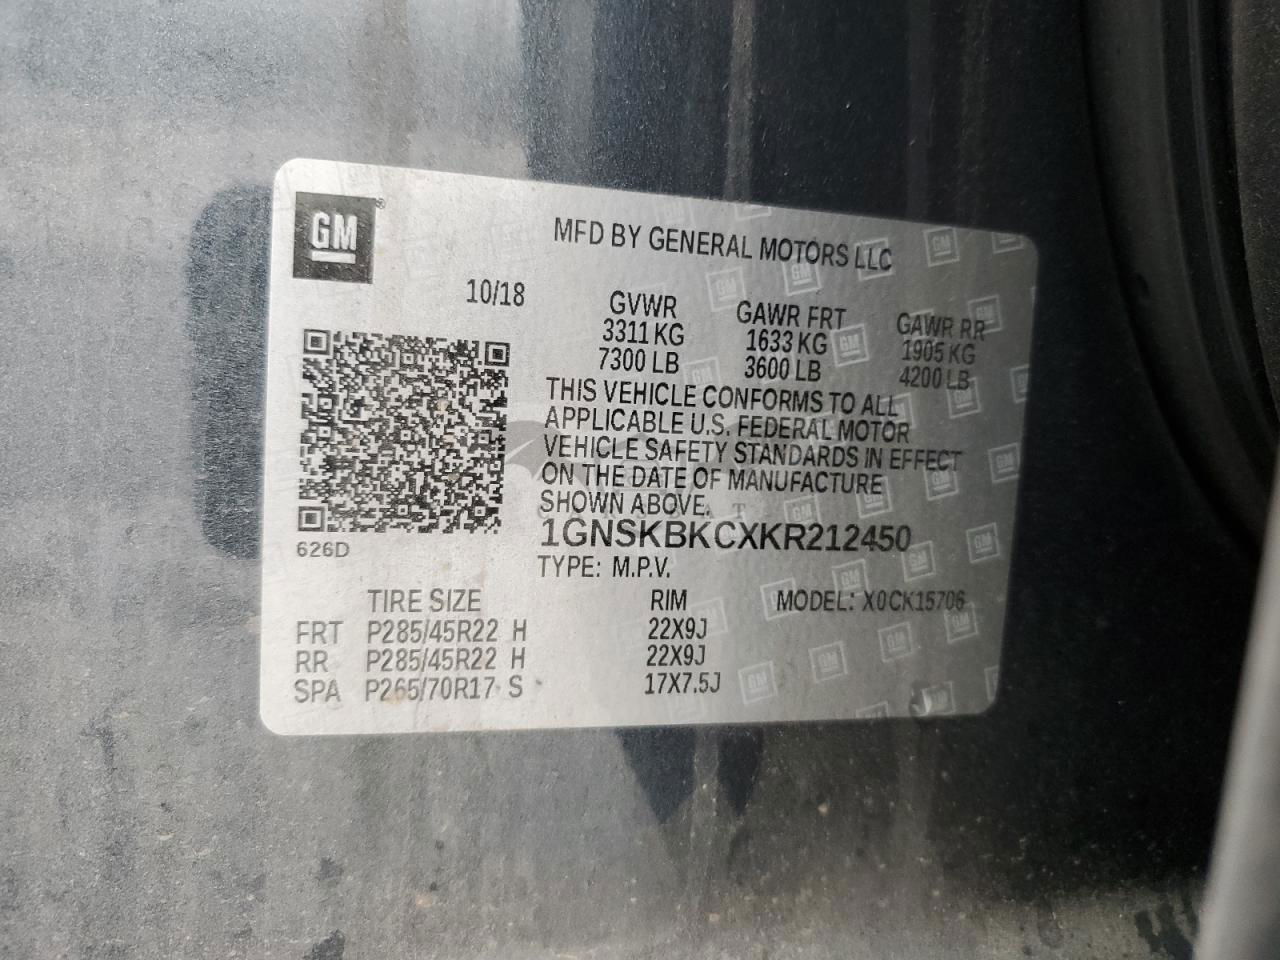 GM
MFD BY GENERAL MOTORS LLC
10/18
GVWR GAWR FRT GAWR RR
3311 KG 1633 KG 1905 KG
7300 LB 3600 LB 4200 LB
THIS VEHICLE CONFORMS TO ALL
APPLICABLE U.S. FEDERAL MOTOR
VEHICLE SAFETY STANDARDS IN EFFECT
ON THE DATE OF MANUFACTURE
SHOWN ABOVE.
1GNSKBKCXKR212450
626D
TYPE: M.P.V.
TIRE SIZE RIM MODEL: X0CK15706
FRT P285/45R22 H 22X9J
RR P285/45R22 H 22X9J
SPA P265/70R17 S 17X7.5J